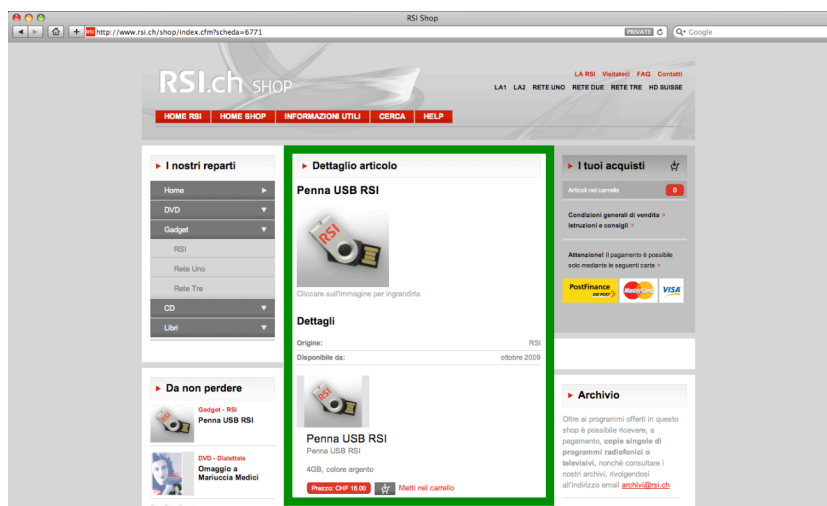 RSI Shop
http://www.rsi.ch/shop/index.cfm?scheda=6771
PRIVATE
Google
RSI.ch SHOP
LA RSI Visitateci FAQ Contatti
LA1 LA2 RETE UNO RETE DUE RETE TRE HD SUISSE
HOME RSI HOME SHOP INFORMAZIONI UTILI CERCA HELP
I nostri reparti
Home
DVD
Gadget
RSI
Rete Uno
Rete Tre
CD
Libri
Da non perdere
Gadget - RSI
Penna USB RSI
DVD - Dialettale
Omaggio a
Mariuccia Medici
Dettaglio articolo
Penna USB RSI
RSI
Cliccare sull'immagine per ingrandirla
Dettagli
Origine: RSI
Disponibile da: ottobre 2009
RSI
Penna USB RSI
Penna USB RSI
4GB, colore argento
Prezzo: CHF 16.00 Metti nel carrello
I tuoi acquisti
Articoli nel carrello 0
Condizioni generali di vendita >
Istruzioni e consigli >
Attenzione! Il pagamento è possibile
solo mediante le seguenti carte >
PostFinance MasterCard VISA
Archivio
Oltre ai programmi offerti in questo
shop è possibile ricevere, a
pagamento, copie singole di
programmi radiofonici o
televisivi, nonché consultare i
nostri archivi, rivolgendosi
all'indirizzo email archivi@rsi.ch